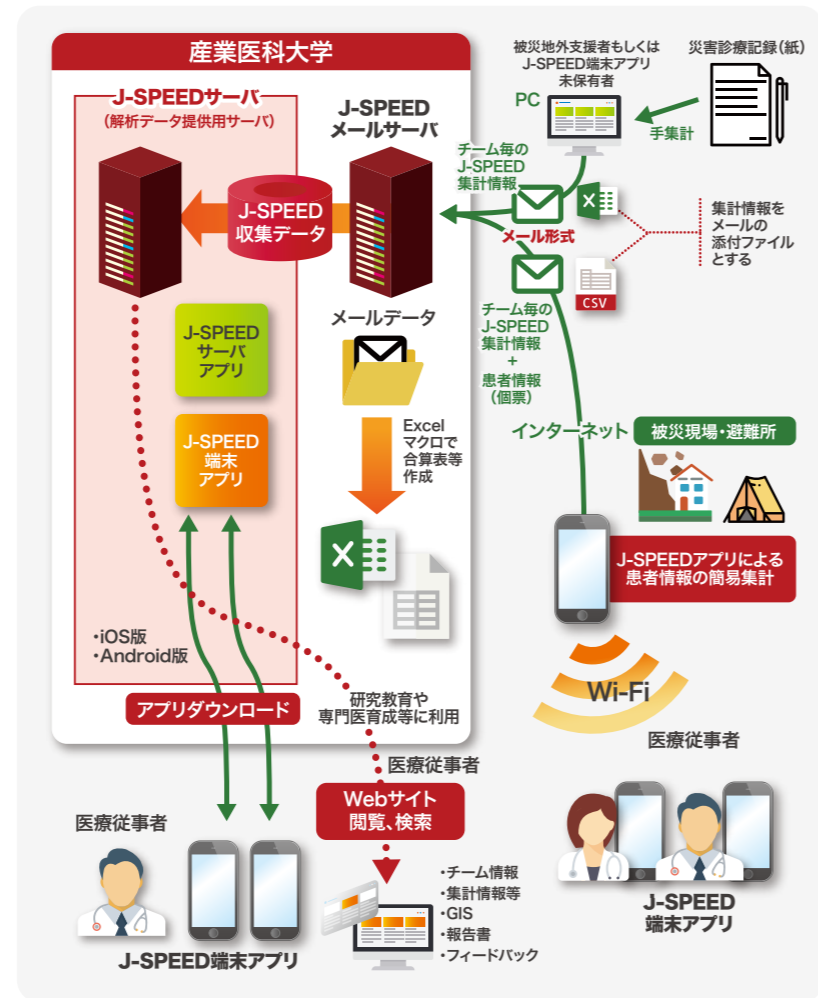 産業医科大学
J-SPEEDサーバ
（解析データ提供用サーバ）
J-SPEED
メールサーバ
J-SPEED
収集データ
J-SPEED
サーバ
アプリ
J-SPEED
端末
アプリ
・iOS版
・Android版
メールデータ
Excel
マクロで
合算表等
作成
X
アプリダウンロード
研究教育や
専門医育成等に利用
被災地外支援者もしくは
J-SPEED端末アプリ
未保有者
PC
災害診療記録（紙）
手集計
チーム毎の
J-SPEED
集計情報
メール形式
X
CSV
集計情報を
メールの
添付ファイル
とする
チーム毎の
J-SPEED
集計情報
+
患者情報
（個票）
インターネット
被災現場・避難所
J-SPEEDアプリによる
患者情報の簡易集計
Wi-Fi
医療従事者
J-SPEED
端末アプリ
医療従事者
Webサイト
閲覧、検索
・チーム情報
・集計情報等
・GIS
・報告書
・フィードバック
医療従事者
J-SPEED端末アプリ